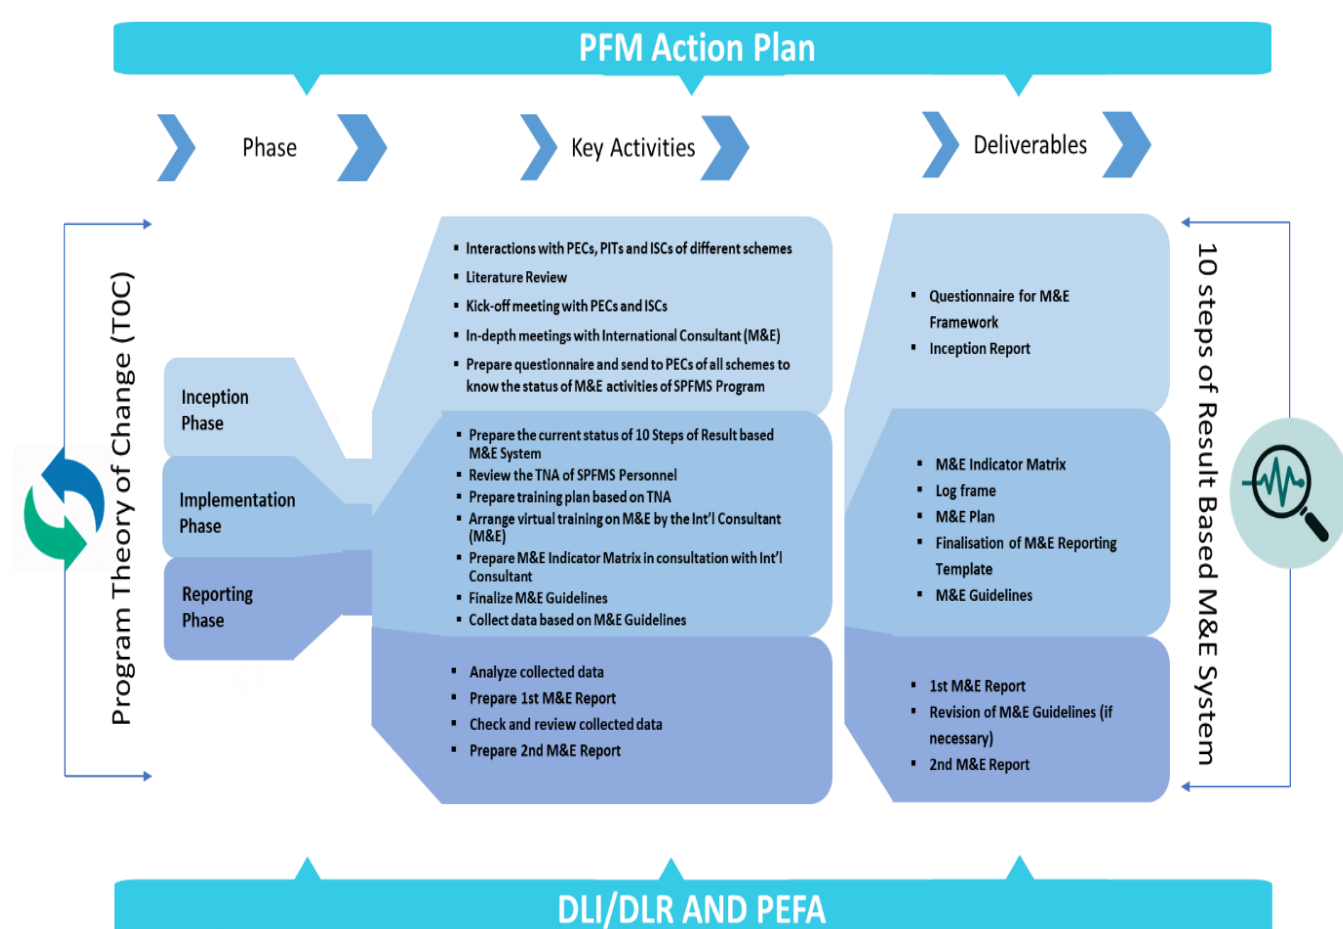 PFM Action Plan
Phase
Key Activities
Deliverables
Program Theory of Change (TOC)
Inception
Phase
Implementation
Phase
Reporting
Phase
▪ Interactions with PECs, PITs and ISCs of different schemes
▪ Literature Review
▪ Kick-off meeting with PECs and ISCs
▪ In-depth meetings with International Consultant (M&E)
▪ Prepare questionnaire and send to PECs of all schemes to
know the status of M&E activities of SPFMS Program
▪ Prepare the current status of 10 Steps of Result based
M&E System
▪ Review the TNA of SPFMS Personnel
▪ Prepare training plan based on TNA
▪ Arrange virtual training on M&E by the Int'l Consultant
(M&E)
▪ Prepare M&E Indicator Matrix in consultation with Int'l
Consultant
▪ Finalize M&E Guidelines
▪ Collect data based on M&E Guidelines
▪ Analyze collected data
▪ Prepare 1st M&E Report
▪ Check and review collected data
▪ Prepare 2nd M&E Report
▪ Questionnaire for M&E
Framework
▪ Inception Report
▪ M&E Indicator Matrix
▪ Log frame
▪ M&E Plan
▪ Finalisation of M&E Reporting
Template
▪ M&E Guidelines
▪ 1st M&E Report
▪ Revision of M&E Guidelines (if
necessary)
▪ 2nd M&E Report
10 steps of Result Based M&E System
DLI/DLR AND PEFA